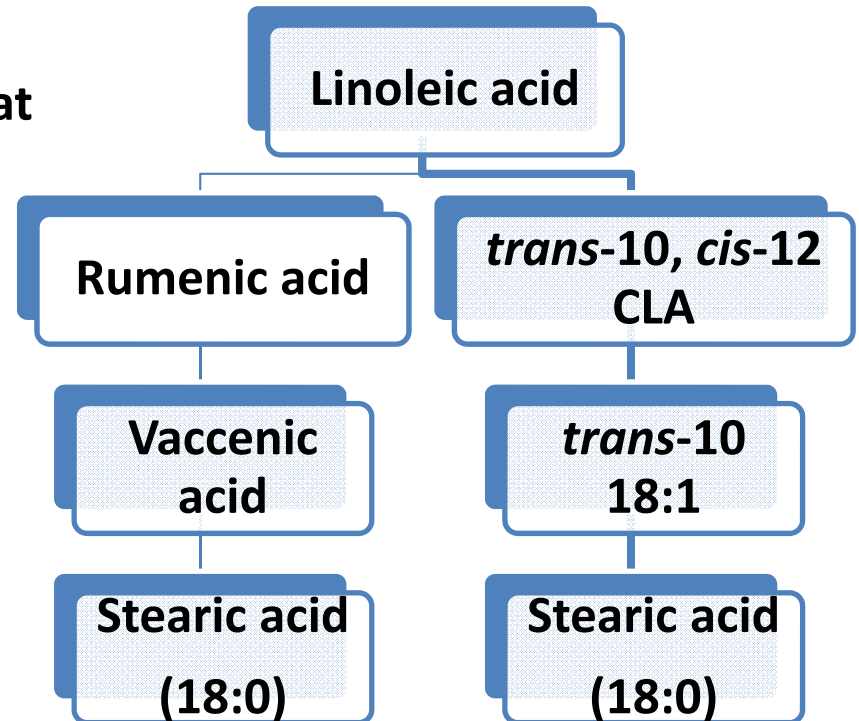 Linoleic acid
at
Rumenic acid
trans-10, cis-12
CLA
Vaccenic
acid
trans-10
18:1
Stearic acid
(18:0)
Stearic acid
(18:0)